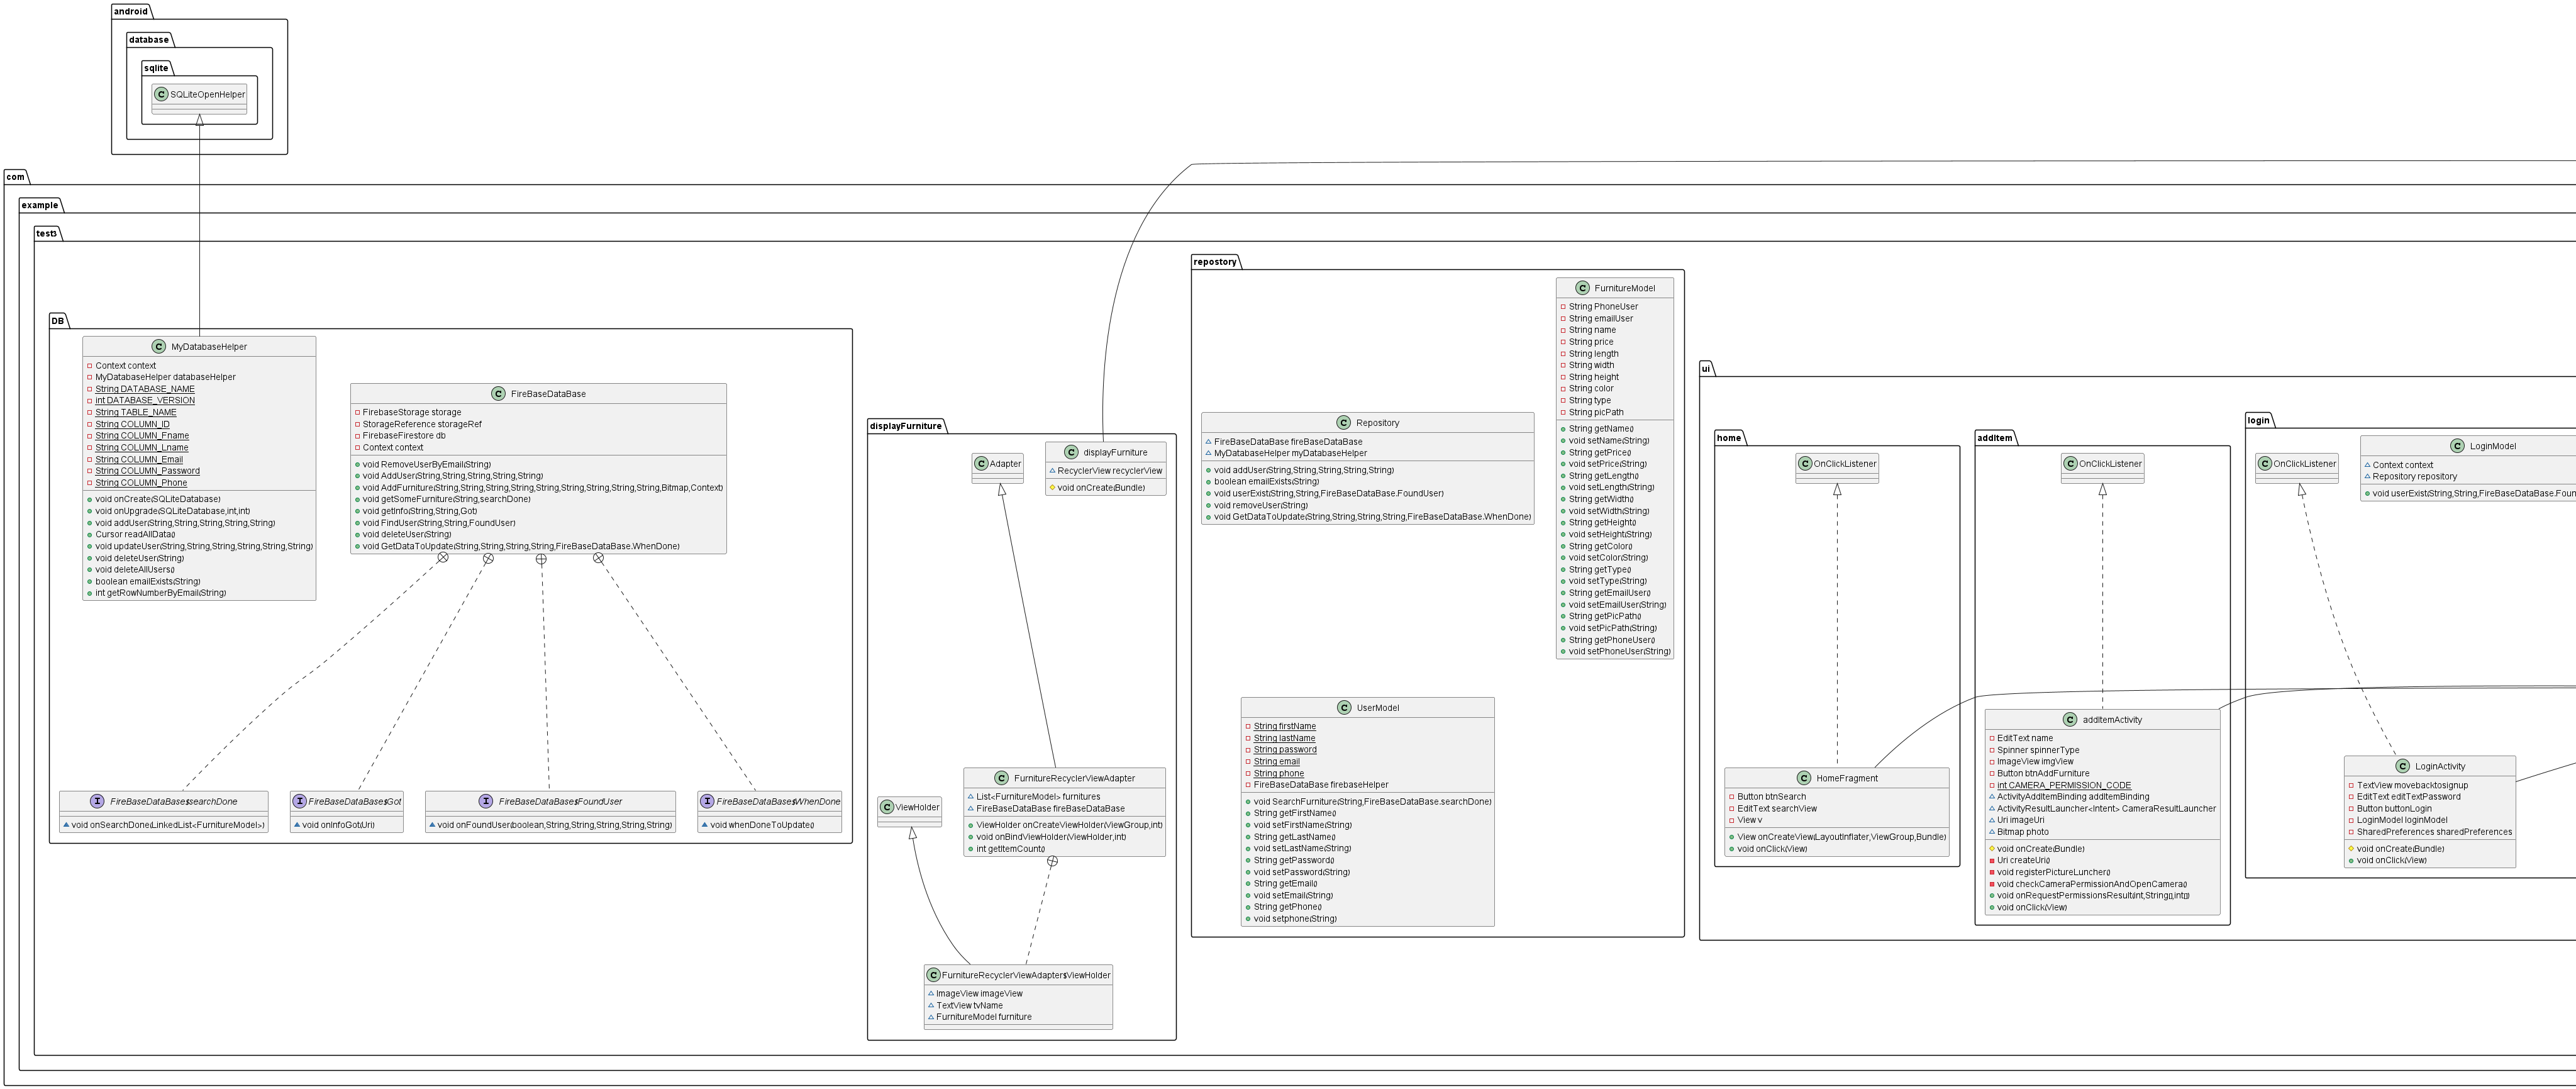 android
database
sqlite
C SQLiteOpenHelper
com
example
test3
DB
C MyDatabaseHelper
Context context
MyDatabaseHelper databaseHelper
String DATABASE_NAME
int DATABASE_VERSION
String TABLE_NAME
String COLUMN_ID
String COLUMN_Fname
String COLUMN_Lname
String COLUMN_Email
String COLUMN_Password
String COLUMN_Phone
void onCreate(SQLiteDatabase)
void onUpgrade(SQLiteDatabase,int,int)
void addUser(String,String,String,String,String)
Cursor readAllData()
void updateUser(String,String,String,String,String,String)
void deleteUser(String)
void deleteAllUsers()
boolean emailExists(String)
int getRowNumberByEmail(String)
C FireBaseDataBase
FirebaseStorage storage
StorageReference storageRef
FirebaseFirestore db
Context context
void RemoveUserByEmail(String)
void AddUser(String,String,String,String,String)
void AddFurniture(String,String,String,String,String,String,String,String,String,Bitmap,Context)
void getSomeFurniture(String,searchDone)
void getInfo(String,String,Got)
void FindUser(String,String,FoundUser)
void deleteUser(String)
void GetDataToUpdate(String,String,String,String,FireBaseDataBase.WhenDone)
I FireBaseDataBase$searchDone
void onSearchDone(LinkedList<FurnitureModel>)
I FireBaseDataBase$Got
void onInfoGot(Uri)
I FireBaseDataBase$FoundUser
void onFoundUser(boolean,String,String,String,String,String)
I FireBaseDataBase$WhenDone
void whenDoneToUpdate()
displayFurniture
C Adapter
C displayFurniture
RecyclerView recyclerView
void onCreate(Bundle)
C ViewHolder
C FurnitureRecyclerViewAdapter
List<FurnitureModel> furnitures
FireBaseDataBase fireBaseDataBase
ViewHolder onCreateViewHolder(ViewGroup,int)
void onBindViewHolder(ViewHolder,int)
int getItemCount()
C FurnitureRecyclerViewAdapter$ViewHolder
ImageView imageView
TextView tvName
FurnitureModel furniture
repostory
C Repository
FireBaseDataBase fireBaseDataBase
MyDatabaseHelper myDatabaseHelper
void addUser(String,String,String,String,String)
boolean emailExists(String)
void userExist(String,String,FireBaseDataBase.FoundUser)
void removeUser(String)
void GetDataToUpdate(String,String,String,String,FireBaseDataBase.WhenDone)
C FurnitureModel
String PhoneUser
String emailUser
String name
String price
String length
String width
String height
String color
String type
String picPath
String getName()
void setName(String)
String getPrice()
void setPrice(String)
String getLength()
void setLength(String)
String getWidth()
void setWidth(String)
String getHeight()
void setHeight(String)
String getColor()
void setColor(String)
String getType()
void setType(String)
String getEmailUser()
void setEmailUser(String)
String getPicPath()
void setPicPath(String)
String getPhoneUser()
void setPhoneUser(String)
C UserModel
String firstName
String lastName
String password
String email
String phone
FireBaseDataBase firebaseHelper
void SearchFurniture(String,FireBaseDataBase.searchDone)
String getFirstName()
void setFirstName(String)
String getLastName()
void setLastName(String)
String getPassword()
void setPassword(String)
String getEmail()
void setEmail(String)
String getPhone()
void setphone(String)
ui
home
C OnClickListener
C HomeFragment
Button btnSearch
EditText searchView
View v
View onCreateView(LayoutInflater,ViewGroup,Bundle)
void onClick(View)
addItem
C OnClickListener
C addItemActivity
EditText name
Spinner spinnerType
ImageView imgView
Button btnAddFurniture
int CAMERA_PERMISSION_CODE
ActivityAddItemBinding addItemBinding
ActivityResultLauncher<Intent> CameraResultLauncher
Uri imageUri
Bitmap photo
void onCreate(Bundle)
Uri createUri()
void registerPictureLuncher()
void checkCameraPermissionAndOpenCamera()
void onRequestPermissionsResult(int,String[],int[])
void onClick(View)
login
C OnClickListener
C LoginModel
Context context
Repository repository
void userExist(String,String,FireBaseDataBase.Foun
C LoginActivity
TextView movebacktosignup
EditText editTextPassword
Button buttonLogin
LoginModel loginModel
SharedPreferences sharedPreferences
void onCreate(Bundle)
void onClick(View)